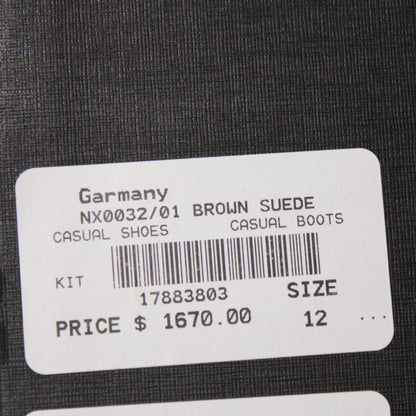 Garmany
NX0032/01 BROWN SUEDE
CASUAL SHOES CASUAL BOOTS
KIT
17883803 SIZE
PRICE $ 1670.00 12 ...